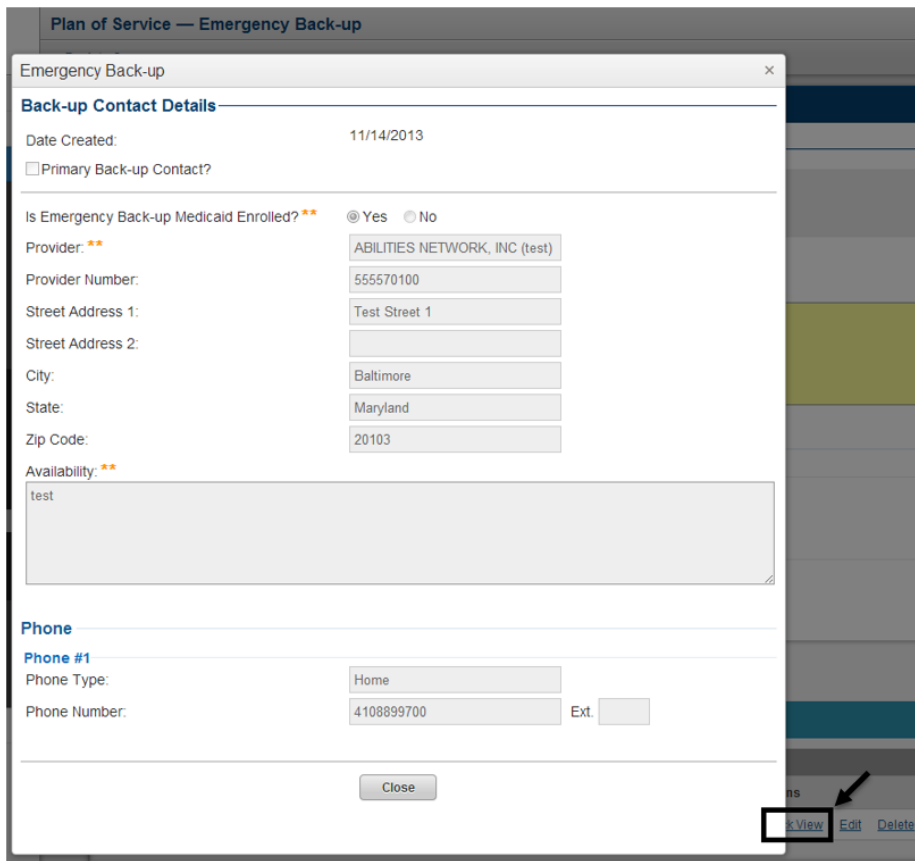 Plan of Service — Emergency Back-up
Emergency Back-up ×
Back-up Contact Details
Date Created: 11/14/2013
Primary Back-up Contact?
Is Emergency Back-up Medicaid Enrolled? ** Yes No
Provider: ** ABILITIES NETWORK, INC (test)
Provider Number: 555570100
Street Address 1: Test Street 1
Street Address 2:
City: Baltimore
State: Maryland
Zip Code: 20103
Availability: **
test
Phone
Phone #1
Phone Type: Home
Phone Number: 4108899700 Ext.
Close
View Edit Delete